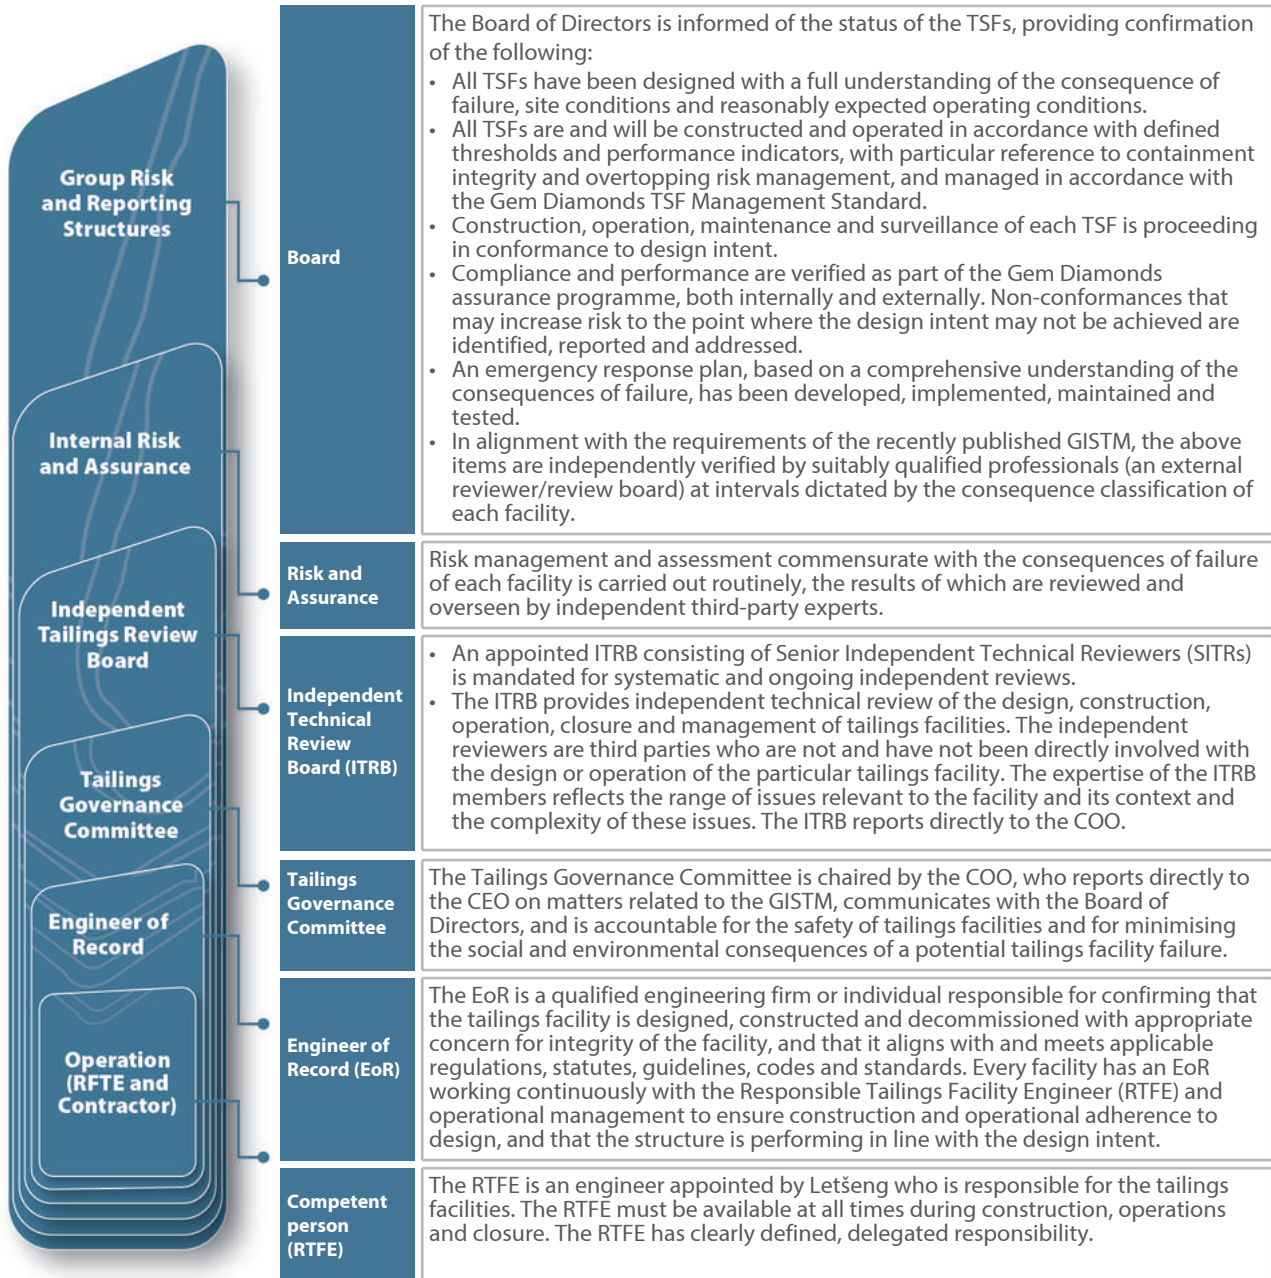 Group Risk
and Reporting
Structures
Internal Risk
and Assurance
Independent
Tailings Review
Board
Tailings
Governance
Committee
Engineer of
Record
Operation
(RFTE and
Contractor)
Board
The Board of Directors is informed of the status of the TSFs, providing confirmation
of the following:
• All TSFs have been designed with a full understanding of the consequence of
failure, site conditions and reasonably expected operating conditions.
• All TSFs are and will be constructed and operated in accordance with defined
thresholds and performance indicators, with particular reference to containment
integrity and overtopping risk management, and managed in accordance with
the Gem Diamonds TSF Management Standard.
• Construction, operation, maintenance and surveillance of each TSF is proceeding
in conformance to design intent.
• Compliance and performance are verified as part of the Gem Diamonds
assurance programme, both internally and externally. Non-conformances that
may increase risk to the point where the design intent may not be achieved are
identified, reported and addressed.
• An emergency response plan, based on a comprehensive understanding of the
consequences of failure, has been developed, implemented, maintained and
tested.
• In alignment with the requirements of the recently published GISTM, the above
items are independently verified by suitably qualified professionals (an external
reviewer/review board) at intervals dictated by the consequence classification of
each facility.
Risk and
Assurance
Risk management and assessment commensurate with the consequences of failure
of each facility is carried out routinely, the results of which are reviewed and
overseen by independent third-party experts.
Independent
Technical
Review
Board (ITRB)
• An appointed ITRB consisting of Senior Independent Technical Reviewers (SITRs)
is mandated for systematic and ongoing independent reviews.
• The ITRB provides independent technical review of the design, construction,
operation, closure and management of tailings facilities. The independent
reviewers are third parties who are not and have not been directly involved with
the design or operation of the particular tailings facility. The expertise of the ITRB
members reflects the range of issues relevant to the facility and its context and
the complexity of these issues. The ITRB reports directly to the COO.
Tailings
Governance
Committee
The Tailings Governance Committee is chaired by the COO, who reports directly to
the CEO on matters related to the GISTM, communicates with the Board of
Directors, and is accountable for the safety of tailings facilities and for minimising
the social and environmental consequences of a potential tailings facility failure.
Engineer of
Record (EoR)
The EoR is a qualified engineering firm or individual responsible for confirming that
the tailings facility is designed, constructed and decommissioned with appropriate
concern for integrity of the facility, and that it aligns with and meets applicable
regulations, statutes, guidelines, codes and standards. Every facility has an EoR
working continuously with the Responsible Tailings Facility Engineer (RTFE) and
operational management to ensure construction and operational adherence to
design, and that the structure is performing in line with the design intent.
Competent
person
(RTFE)
The RTFE is an engineer appointed by Letšeng who is responsible for the tailings
facilities. The RTFE must be available at all times during construction, operations
and closure. The RTFE has clearly defined, delegated responsibility.